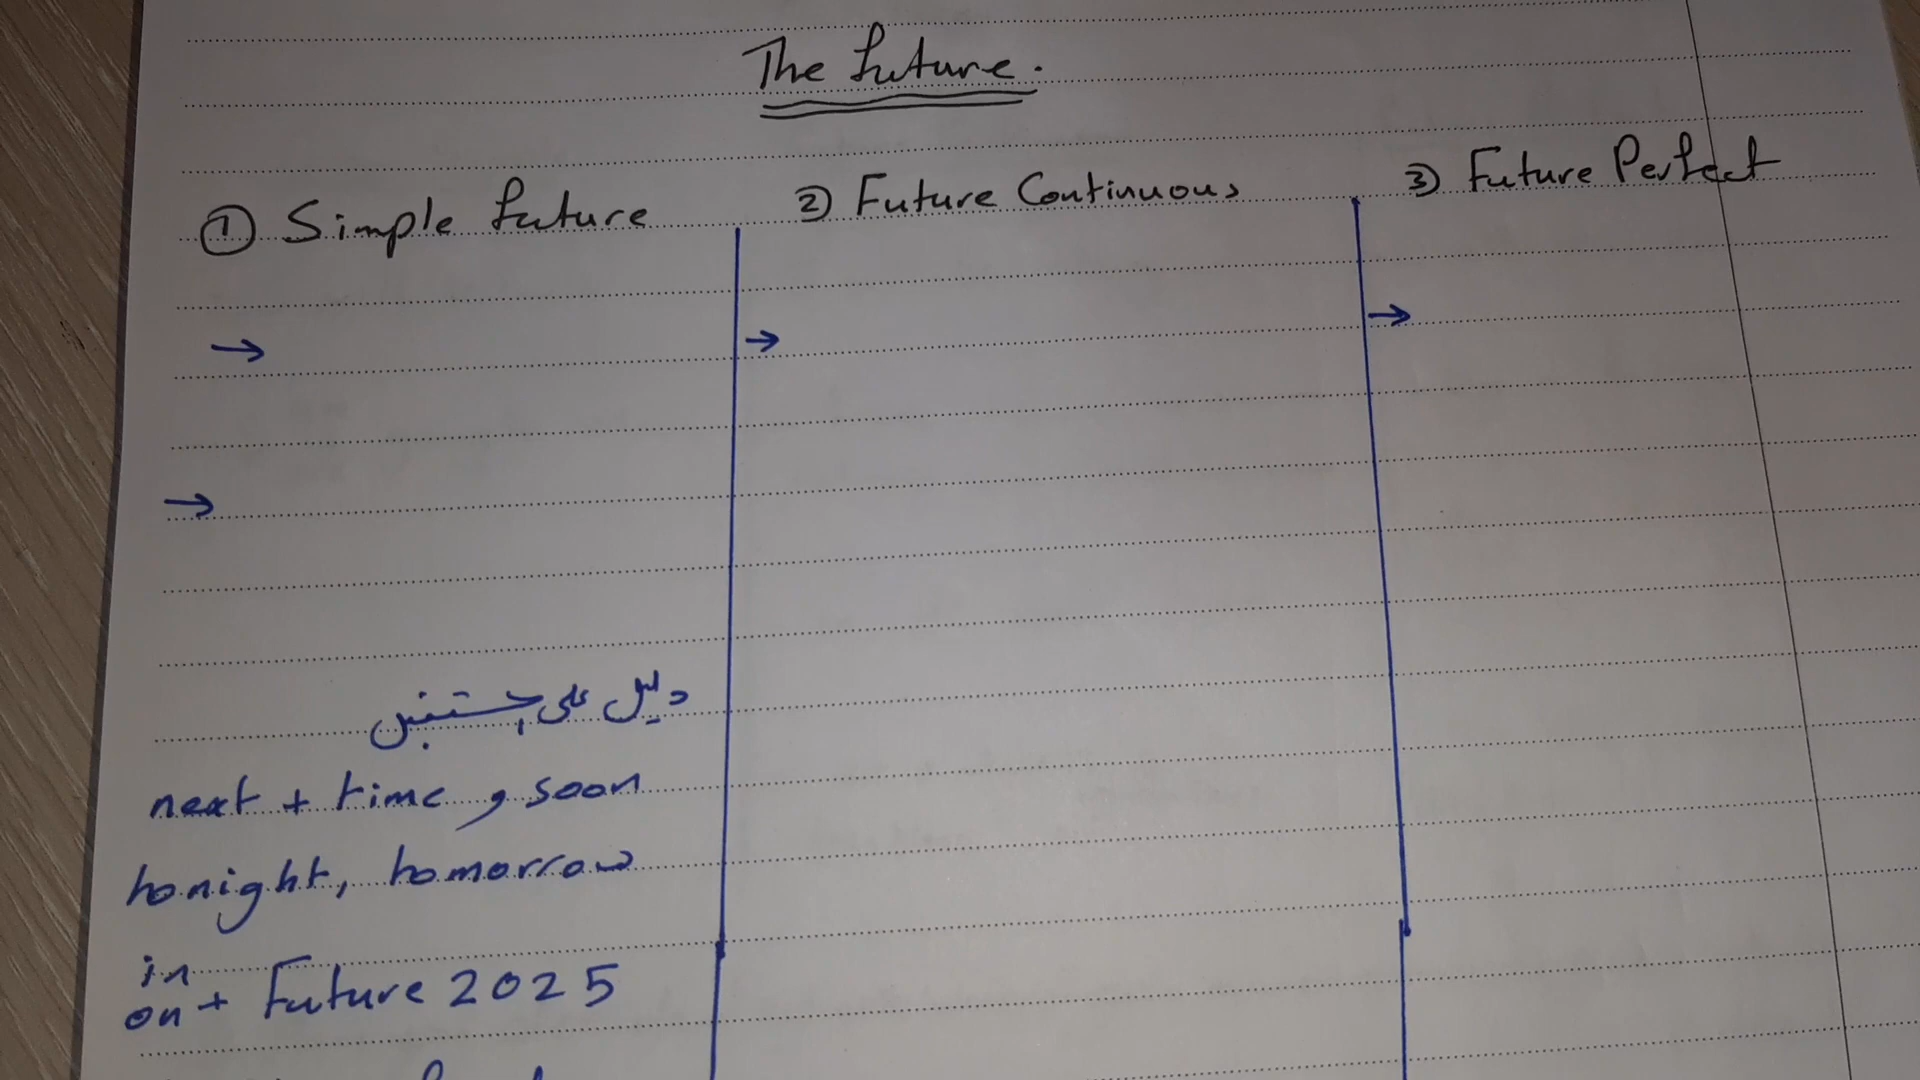 The future.
① Simple future
2) Future Continuous
3) Future Perfect
→
→
→
→
دليل على مستقبل
next + time , soon
tonight, tomorrow
in
on + Future 2025